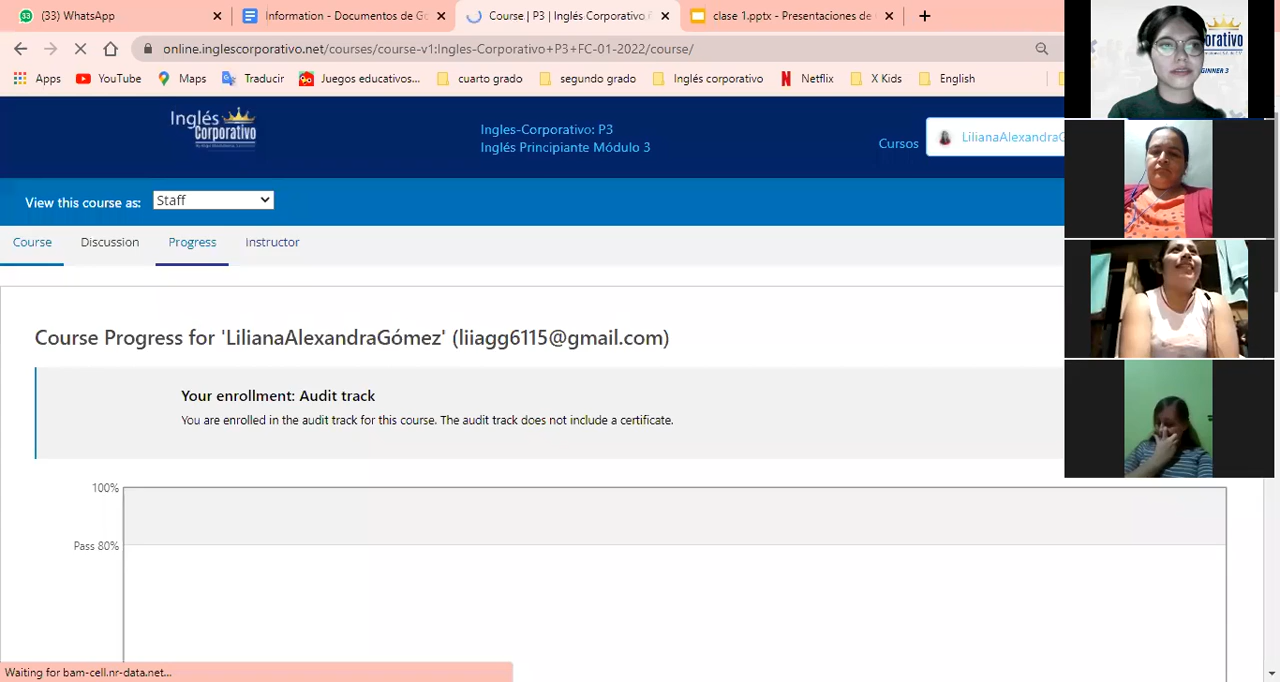 (33) WhatsApp
Information - Documentos de Go
Course | P3 | Inglés Corporativo
clase 1.pptx - Presentaciones de
online.inglescorporativo.net/courses/course-v1:Ingles-Corporativo+P3+FC-01-2022/course/
Apps YouTube Maps Traducir Juegos educativos... cuarto grado segundo grado Inglés corporativo Netflix X Kids English
orativo
GINNER 3
Inglés
Corporativo
Ingles-Corporativo: P3
Inglés Principiante Módulo 3
Cursos
LilianaAlexandraG
View this course as: Staff
Course Discussion Progress Instructor
Course Progress for 'LilianaAlexandraGómez' (liiagg6115@gmail.com)
Your enrollment: Audit track
You are enrolled in the audit track for this course. The audit track does not include a certificate.
100%
Pass 80%
Waiting for bam-cell.nr-data.net...